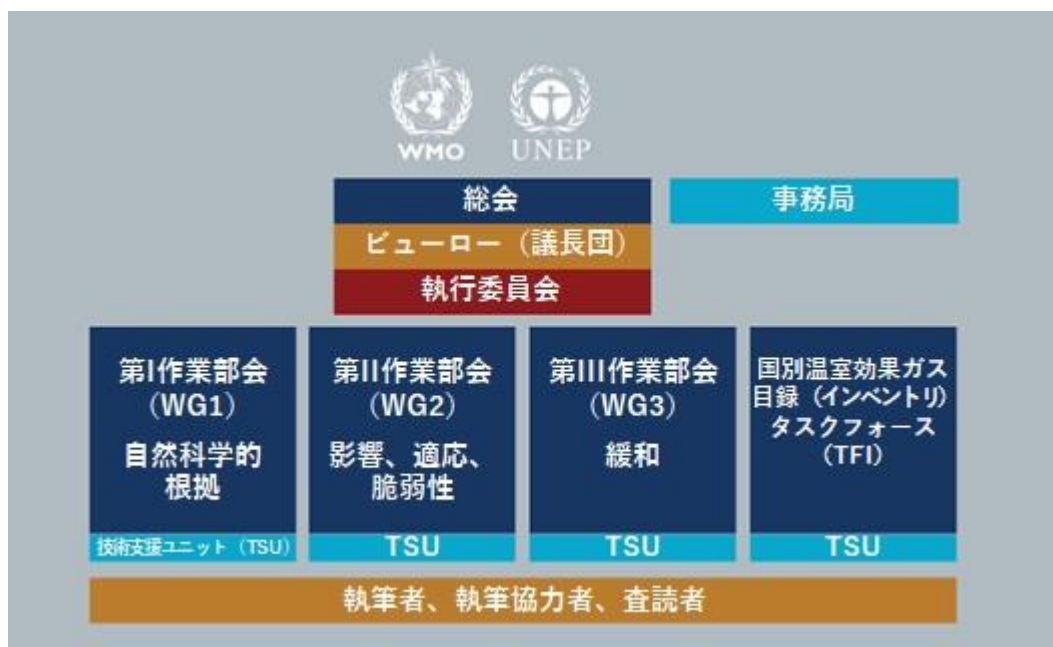 WMO
UNEP
総会
事務局
ビューロー（議長団）
執行委員会
第I作業部会
（WG1）
自然科学的
根拠
技術支援ユニット（TSU）
第II作業部会
（WG2）
影響、適応、
脆弱性
TSU
第III作業部会
（WG3）
緩和
TSU
国別温室効果ガス
目録（インベントリ）
タスクフォース
（TFI）
TSU
執筆者、執筆協力者、査読者